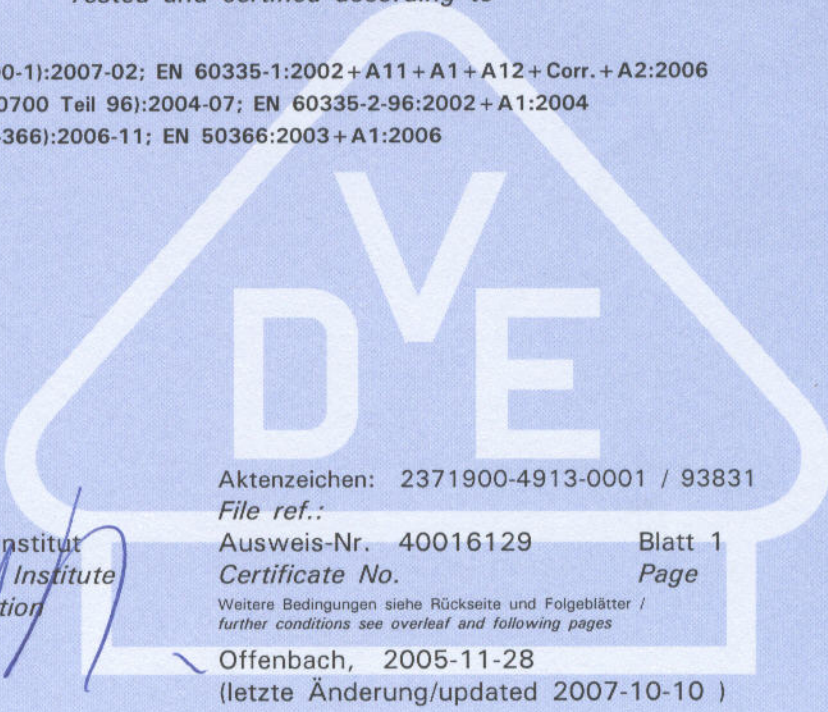 Tested and certified according to
0-1):2007-02; EN 60335-1:2002+A11+A1+A12+Corr.+A2:2006
0700 Teil 96):2004-07; EN 60335-2-96:2002+A1:2004
366):2006-11; EN 50366:2003+A1:2006
VDE
Aktenzeichen: 2371900-4913-0001 / 93831
File ref.:
nstitut Ausweis-Nr. 40016129 Blatt 1
Institute Certificate No. Page
tion Weitere Bedingungen siehe Rückseite und Folgeblätter /
further conditions see overleaf and following pages
Offenbach, 2005-11-28
(letzte Änderung/updated 2007-10-10 )